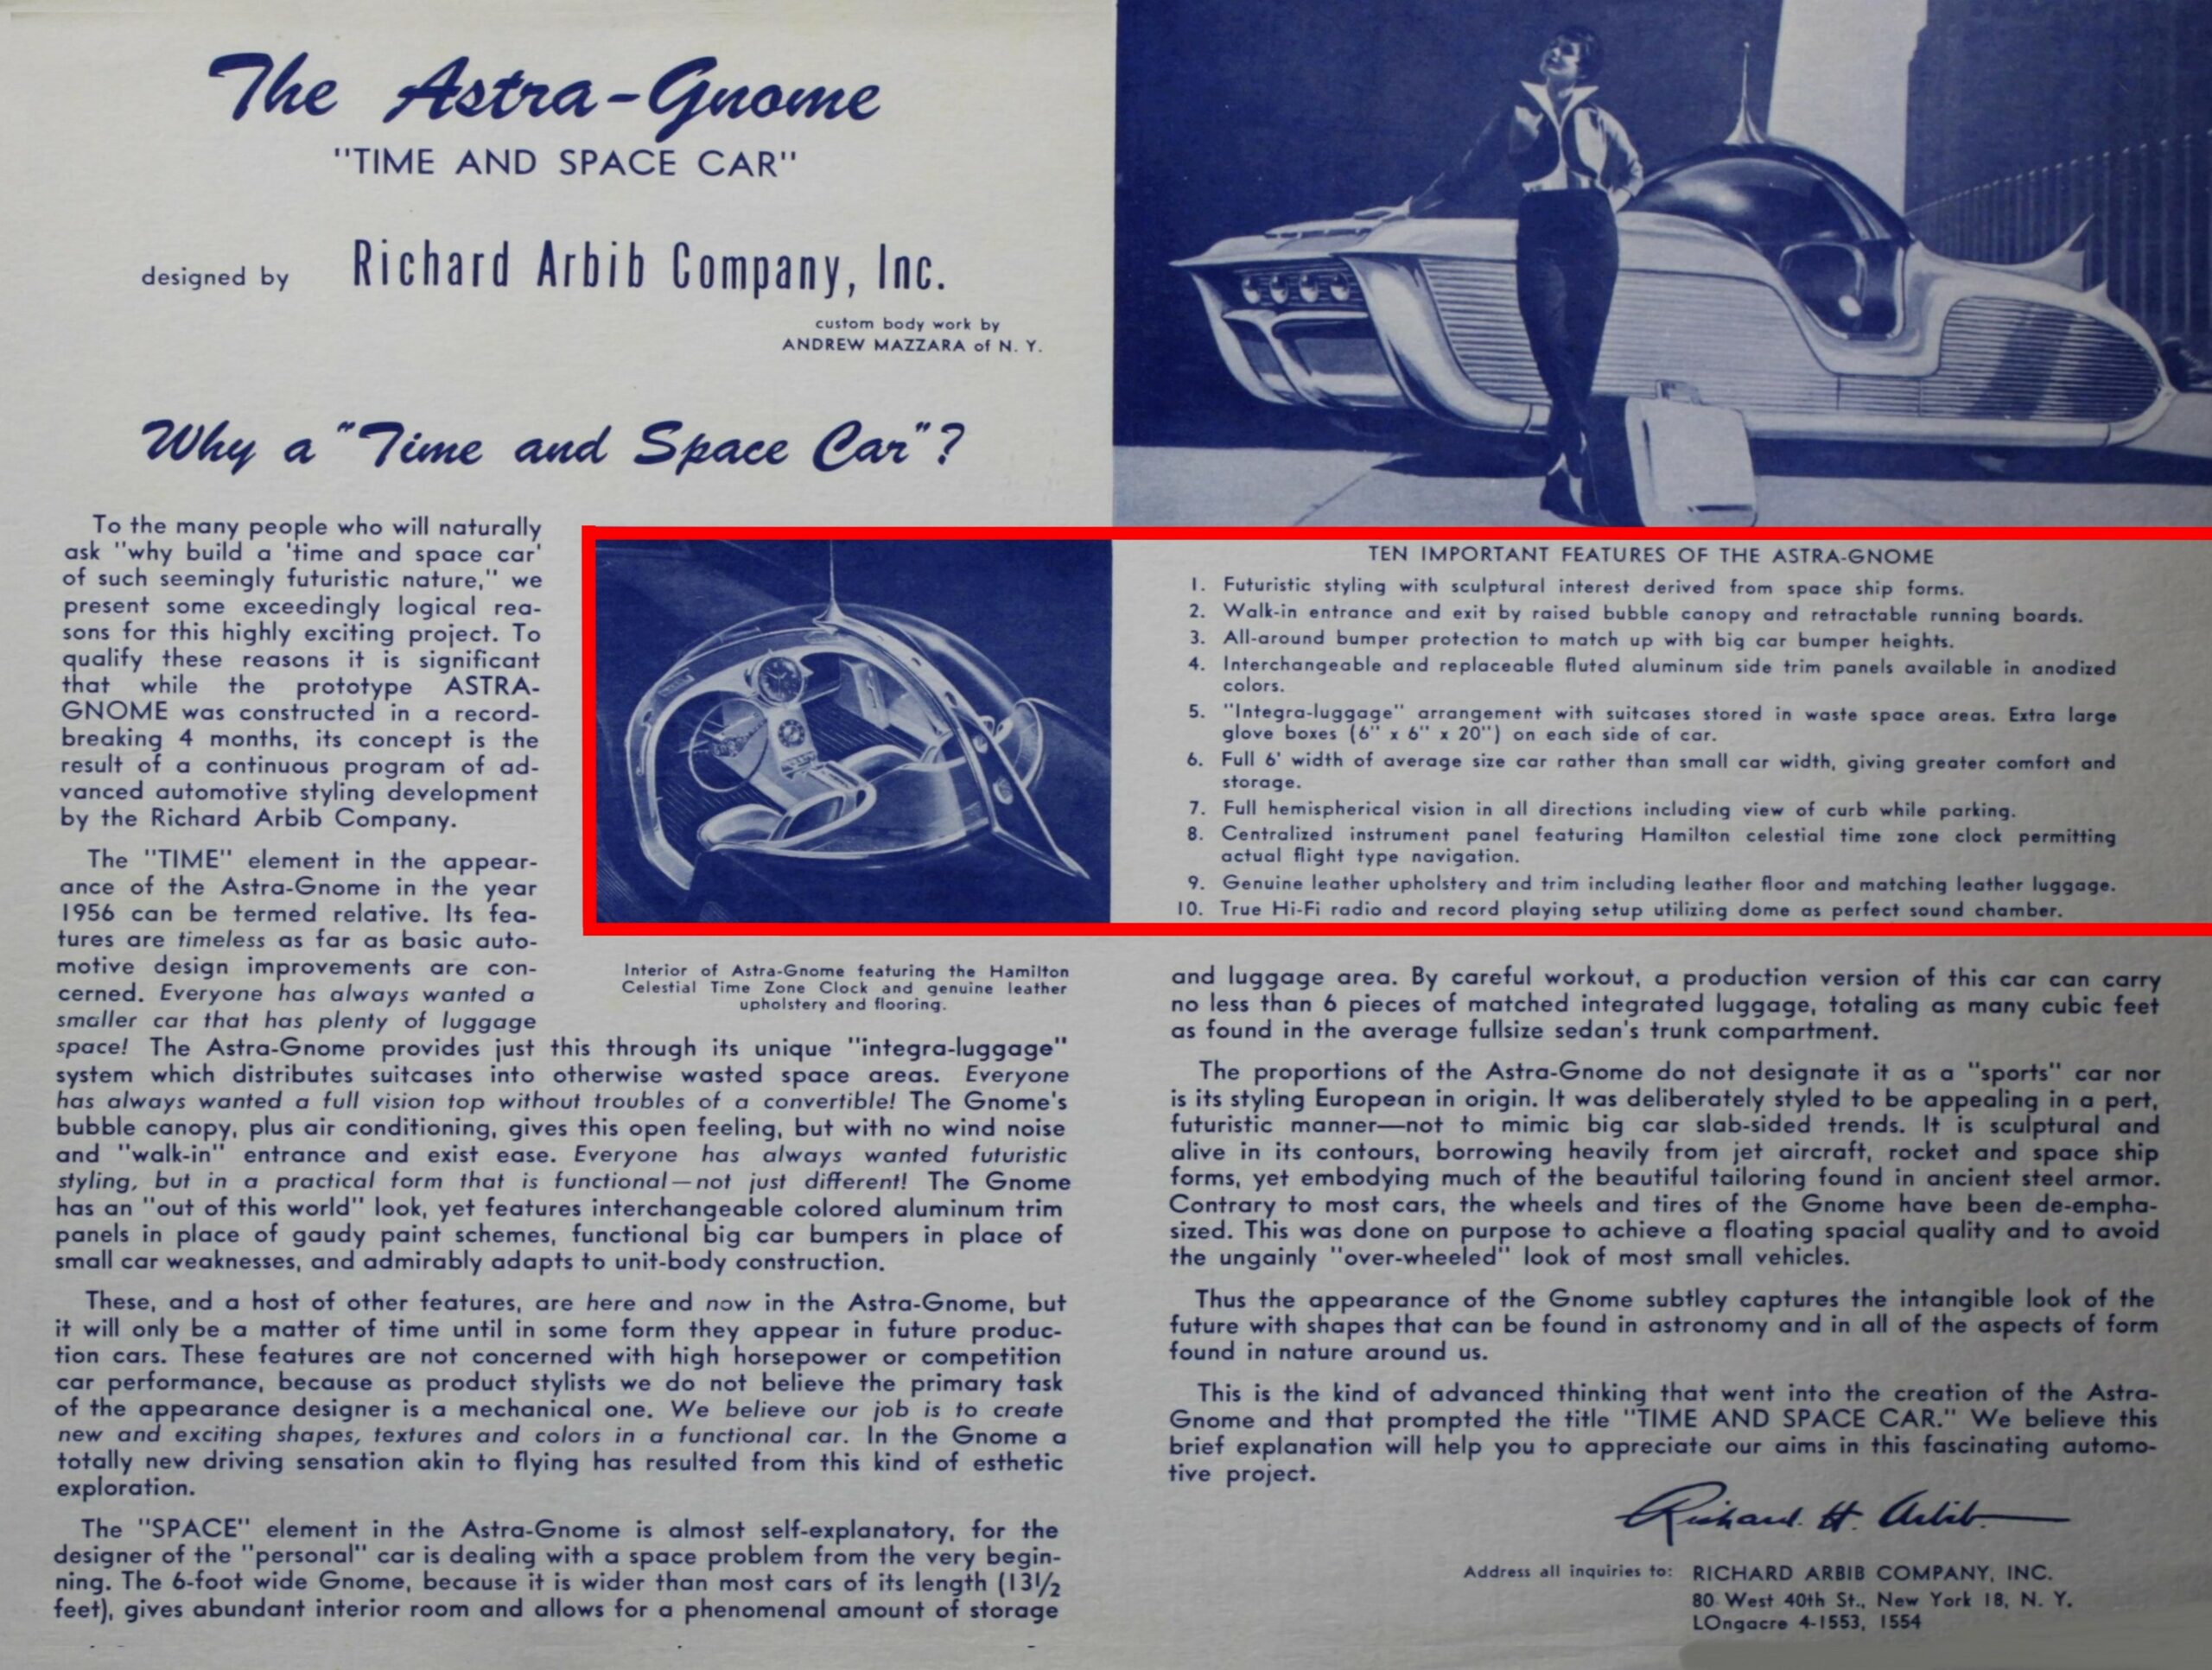 The Astra-Gnome
"TIME AND SPACE CAR"
designed by Richard Arbib Company, Inc.
custom body work by
ANDREW MAZZARA of N. Y.
Why a "Time and Space Car"?
To the many people who will naturally
ask "why build a 'time and space car'
of such seemingly futuristic nature," we
present some exceedingly logical rea-
sons for this highly exciting project. To
qualify these reasons it is significant
that while the prototype ASTRA-
GNOME was constructed in a record-
breaking 4 months, its concept is the
result of a continuous program of ad-
vanced automotive styling development
by the Richard Arbib Company.
The "TIME" element in the appear-
ance of the Astra-Gnome in the year
1956 can be termed relative. Its fea-
tures are timeless as far as basic auto-
motive design improvements are con-
cerned. Everyone has always wanted a
smaller car that has plenty of luggage
space! The Astra-Gnome provides just this through its unique "integra-luggage"
system which distributes suitcases into otherwise wasted space areas. Everyone
has always wanted a full vision top without troubles of a convertible! The Gnome's
bubble canopy, plus air conditioning, gives this open feeling, but with no wind noise
and "walk-in" entrance and exist ease. Everyone has always wanted futuristic
styling, but in a practical form that is functional—not just different! The Gnome
has an "out of this world" look, yet features interchangeable colored aluminum trim
panels in place of gaudy paint schemes, functional big car bumpers in place of
small car weaknesses, and admirably adapts to unit-body construction.
These, and a host of other features, are here and now in the Astra-Gnome, but
it will only be a matter of time until in some form they appear in future produc-
tion cars. These features are not concerned with high horsepower or competition
car performance, because as product stylists we do not believe the primary task
of the appearance designer is a mechanical one. We believe our job is to create
new and exciting shapes, textures and colors in a functional car. In the Gnome a
totally new driving sensation akin to flying has resulted from this kind of esthetic
exploration.
The "SPACE" element in the Astra-Gnome is almost self-explanatory, for the
designer of the "personal" car is dealing with a space problem from the very begin-
ning. The 6-foot wide Gnome, because it is wider than most cars of its length (13½
feet), gives abundant interior room and allows for a phenomenal amount of storage
Interior of Astra-Gnome featuring the Hamilton
Celestial Time Zone Clock and genuine leather
upholstery and flooring.
TEN IMPORTANT FEATURES OF THE ASTRA-GNOME
1. Futuristic styling with sculptural interest derived from space ship forms.
2. Walk-in entrance and exit by raised bubble canopy and retractable running boards.
3. All-around bumper protection to match up with big car bumper heights.
4. Interchangeable and replaceable fluted aluminum side trim panels available in anodized
colors.
5. "Integra-luggage" arrangement with suitcases stored in waste space areas. Extra large
glove boxes (6" x 6" x 20") on each side of car.
6. Full 6' width of average size car rather than small car width, giving greater comfort and
storage.
7. Full hemispherical vision in all directions including view of curb while parking.
8. Centralized instrument panel featuring Hamilton celestial time zone clock permitting
actual flight type navigation.
9. Genuine leather upholstery and trim including leather floor and matching leather luggage.
10. True Hi-Fi radio and record playing setup utilizing dome as perfect sound chamber.
and luggage area. By careful workout, a production version of this car can carry
no less than 6 pieces of matched integrated luggage, totaling as many cubic feet
as found in the average fullsize sedan's trunk compartment.
The proportions of the Astra-Gnome do not designate it as a "sports" car nor
is its styling European in origin. It was deliberately styled to be appealing in a pert,
futuristic manner—not to mimic big car slab-sided trends. It is sculptural and
alive in its contours, borrowing heavily from jet aircraft, rocket and space ship
forms, yet embodying much of the beautiful tailoring found in ancient steel armor.
Contrary to most cars, the wheels and tires of the Gnome have been de-empha-
sized. This was done on purpose to achieve a floating spacial quality and to avoid
the ungainly "over-wheeled" look of most small vehicles.
Thus the appearance of the Gnome subtley captures the intangible look of the
future with shapes that can be found in astronomy and in all of the aspects of form
found in nature around us.
This is the kind of advanced thinking that went into the creation of the Astra-
Gnome and that prompted the title "TIME AND SPACE CAR." We believe this
brief explanation will help you to appreciate our aims in this fascinating automo-
tive project.
Richard H. Arbib
Address all inquiries to: RICHARD ARBIB COMPANY, INC.
80 West 40th St., New York 18, N. Y.
LOngacre 4-1553, 1554